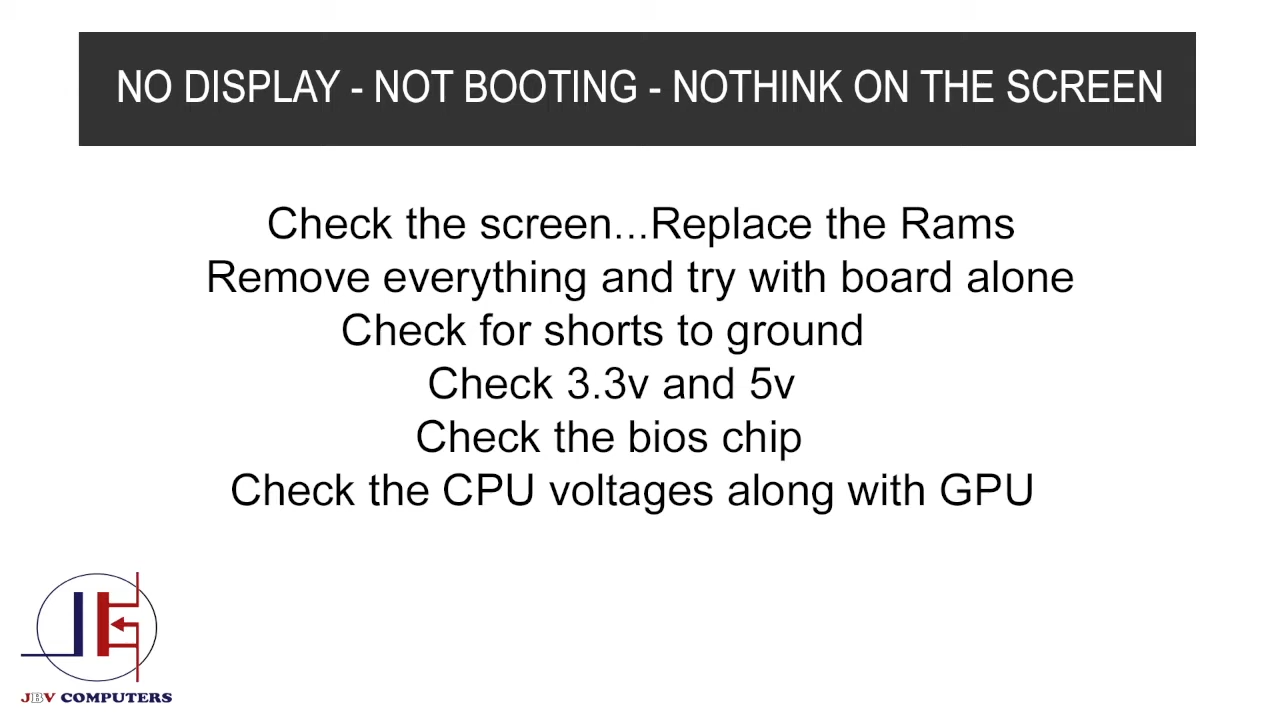 NO DISPLAY - NOT BOOTING - NOTHINK ON THE SCREEN
Check the screen...Replace the Rams
Remove everything and try with board alone
Check for shorts to ground
Check 3.3v and 5v
Check the bios chip
Check the CPU voltages along with GPU
JBV COMPUTERS